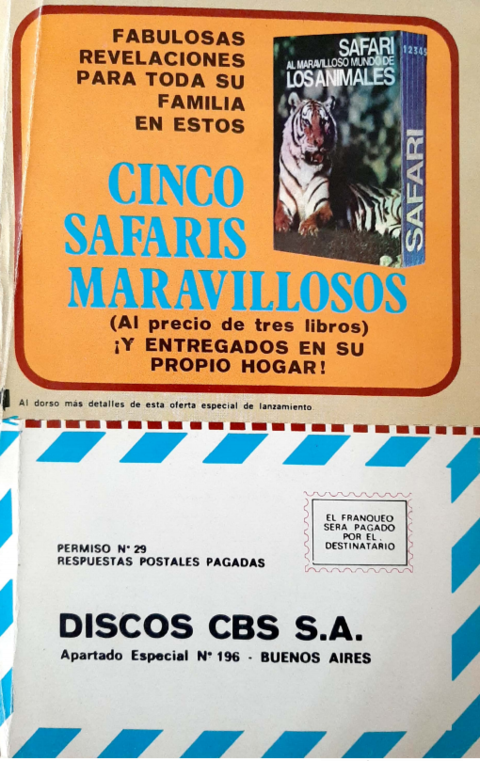 FABULOSAS
REVELACIONES
PARA TODA SU
FAMILIA
EN ESTOS
SAFARI
AL MARAVILLOSO MUNDO DE
LOS ANIMALES
12345
SAFARI
CINCO
SAFARIS
MARAVILLOSOS
(Al precio de tres libros)
¡Y ENTREGADOS EN SU
PROPIO HOGAR!
Al dorso más detalles de esta oferta especial de lanzamiento
EL FRANQUEO
SERA PAGADO
POR EL.
DESTINATARIO
PERMISO N° 29
RESPUESTAS POSTALES PAGADAS
DISCOS CBS S.A.
Apartado Especial N° 196 - BUENOS AIRES